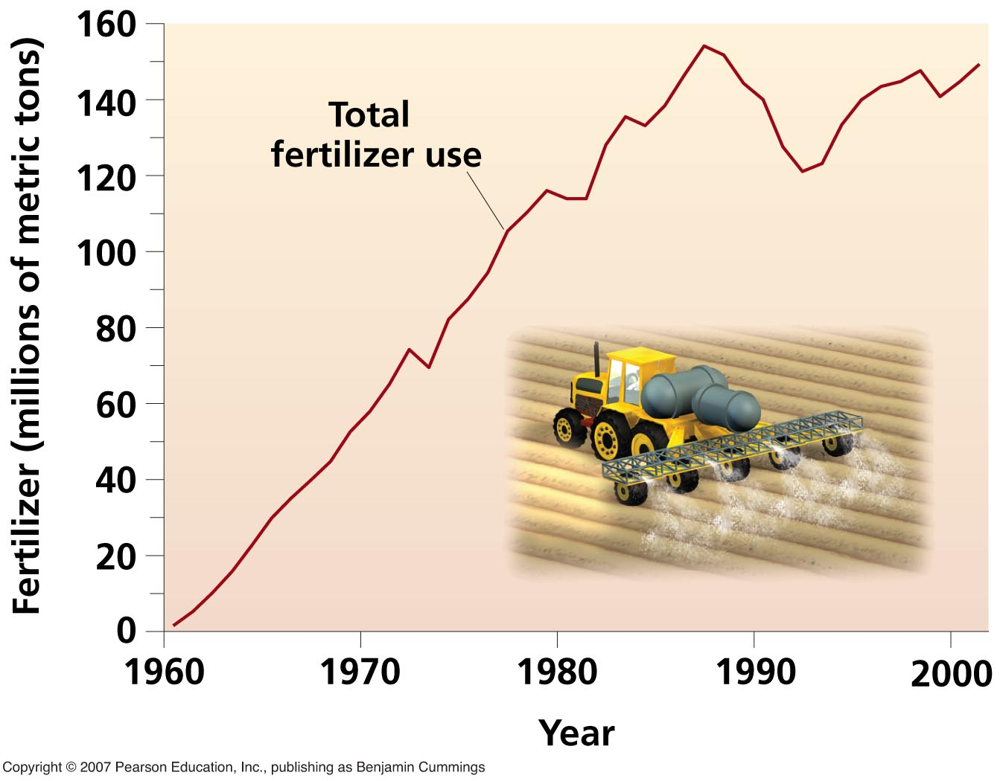 Fertilizer (millions of metric tons)
160
140
120
100
80
60
40
20
0
Total
fertilizer use
1960 1970 1980 1990 2000
Year
Copyright © 2007 Pearson Education, Inc., publishing as Benjamin Cummings